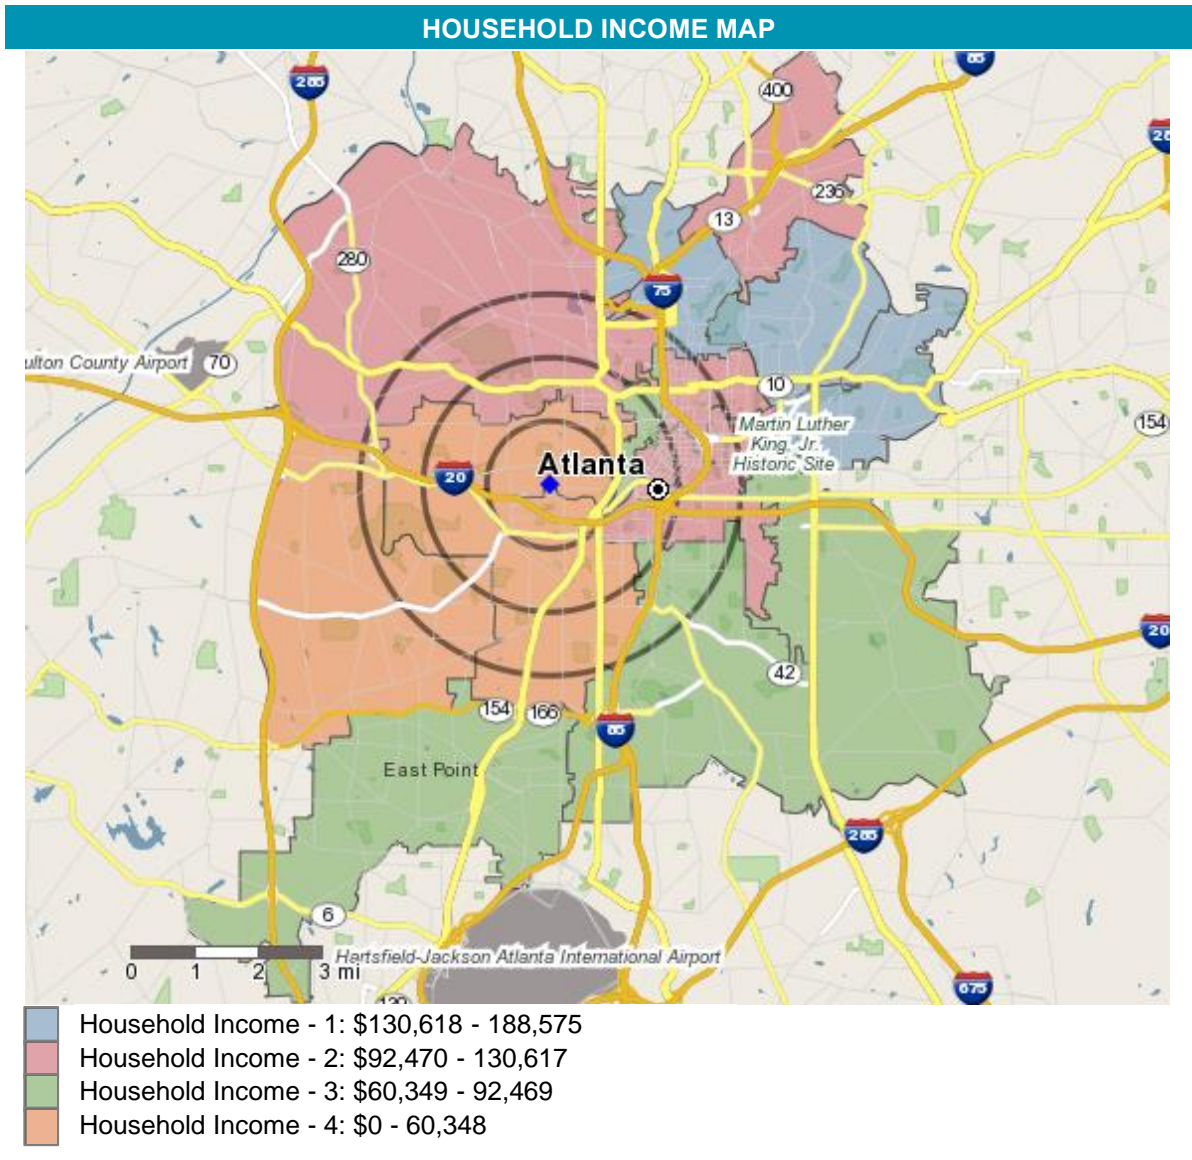 HOUSEHOLD INCOME MAP
285
85
400
28
236
13
280
75
ulton County Airport
70
10
154
Martin Luther
King, Jr.
Historic Site
Atlanta
20
20
42
154
166
85
East Point
285
6
Hartsfield-Jackson Atlanta International Airport
0 1 2 3 mi
675
139
Household Income - 1: $130,618 - 188,575
Household Income - 2: $92,470 - 130,617
Household Income - 3: $60,349 - 92,469
Household Income - 4: $0 - 60,348